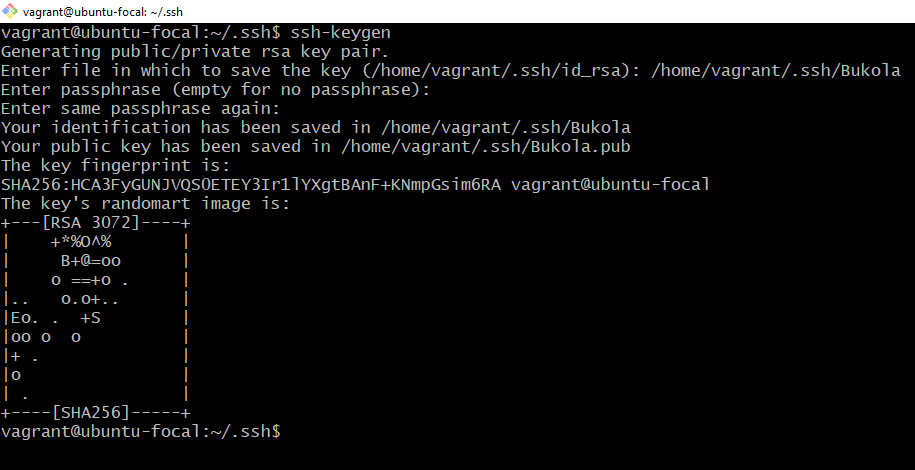 vagrant@ubuntu-focal: ~/.ssh
vagrant@ubuntu-focal:~/.ssh$ ssh-keygen
Generating public/private rsa key pair.
Enter file in which to save the key (/home/vagrant/.ssh/id_rsa): /home/vagrant/.ssh/Bukola
Enter passphrase (empty for no passphrase):
Enter same passphrase again:
Your identification has been saved in /home/vagrant/.ssh/Bukola
Your public key has been saved in /home/vagrant/.ssh/Bukola.pub
The key fingerprint is:
SHA256:HCA3FyGUNJVQSOETEY3Ir1lYXgtBAnF+KNmpGsim6RA vagrant@ubuntu-focal
The key's randomart image is:
+---[RSA 3072]----+
|    +*%O^%       |
|     B+@=oo      |
|    o ==+o .     |
|..   o.o+..      |
|Eo. .  +S        |
|oo o  o          |
|+ .              |
|o                |
| .               |
+----[SHA256]-----+
vagrant@ubuntu-focal:~/.ssh$